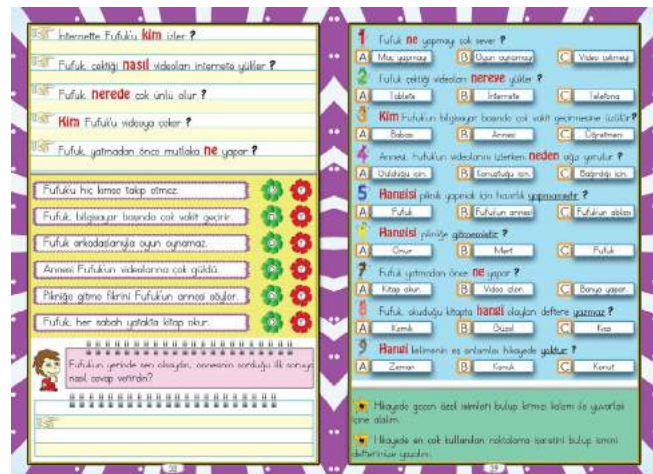 İnternette Fufuk'u kim izler ?
Fufuk, çektiği nasıl videoları internete yükler ?
Fufuk, nerede çok ünlü olur ?
Kim Fufuk'u videoya çeker ?
Fufuk, yatmadan önce mutlaka ne yapar ?
Fufuk'u hiç kimse takip etmez.
Fufuk, bilgisayar başında çok vakit geçirir.
Fufuk arkadaşlarıyla oyun oynamaz.
Annesi Fufuk'un videolarına çok güldü.
Pikniğe gitme fikrini Fufuk'un annesi söyler.
Fufuk, her sabah yatakta kitap okur.
Fufuk'un yerinde sen olsaydın, annesinin sorduğu ilk soruya
nasıl cevap verirdin?
53
1 Fufuk ne yapmayı çok sever ?
A Maç yapmayı B Oyun oynamayı C Video çekmeyi
2 Fufuk çektiği videoları nereye yükler ?
A Tablete B İnternete C Telefona
3 Kim Fufuk'un bilgisayar başında çok vakit geçirmesine üzülür?
A Babası B Annesi C Öğretmeni
4 Annesi, Fufuk'un videolarını izlerken neden ağzı yorulur ?
A Güldüğü için. B Konuştuğu için. C Bağırdığı için.
5 Hangisi piknik yapmak için hazırlık yapmamıştır ?
A Fufuk B Fufuk'un annesi C Fufuk'un ablası
6 Hangisi pikniğe gitmemiştir ?
A Onur B Mert C Fufuk
7 Fufuk yatmadan önce ne yapar ?
A Kitap okur. B Video izler. C Banyo yapar.
8 Fufuk, okuduğu kitapta hangi olayları deftere yazmaz ?
A Komik B Güzel C Kısa
9 Hangi kelimenin eş anlamlısı hikayede yoktur ?
A Zaman B Konuk C Konut
Hikayede geçen özel isimleri bulup kırmızı kalem ile yuvarlak
içine alalım.
Hikayede en çok kullanılan noktalama işaretini bulup ismini
defterimize yazalım.
54